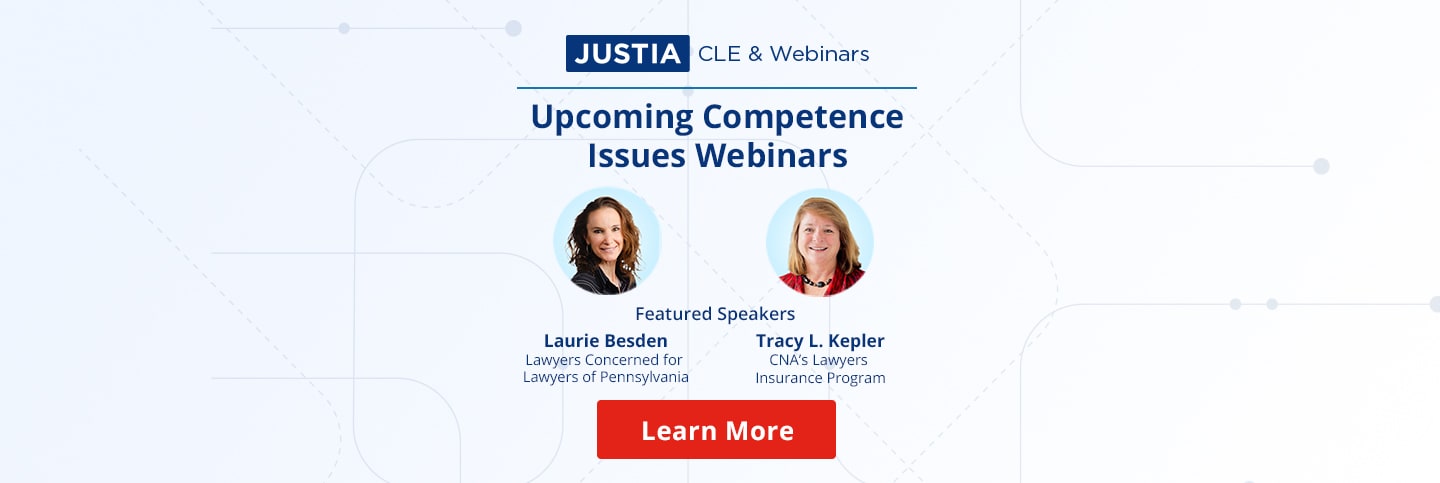 JUSTIA CLE & Webinars
Upcoming Competence
Issues Webinars
Featured Speakers
Laurie Besden
Lawyers Concerned for
Lawyers of Pennsylvania
Tracy L. Kepler
CNA's Lawyers
Insurance Program
Learn More